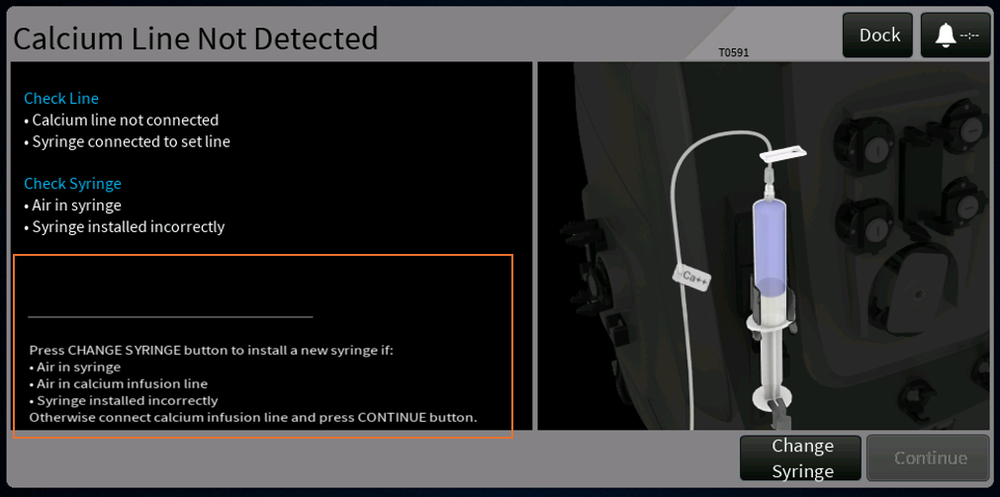 Calcium Line Not Detected
T0591
Dock
--:--
Check Line
• Calcium line not connected
• Syringe connected to set line
Check Syringe
• Air in syringe
• Syringe installed incorrectly
Press CHANGE SYRINGE button to install a new syringe if:
• Air in syringe
• Air in calcium infusion line
• Syringe installed incorrectly
Otherwise connect calcium infusion line and press CONTINUE button.
Ca++
Change
Syringe
Continue